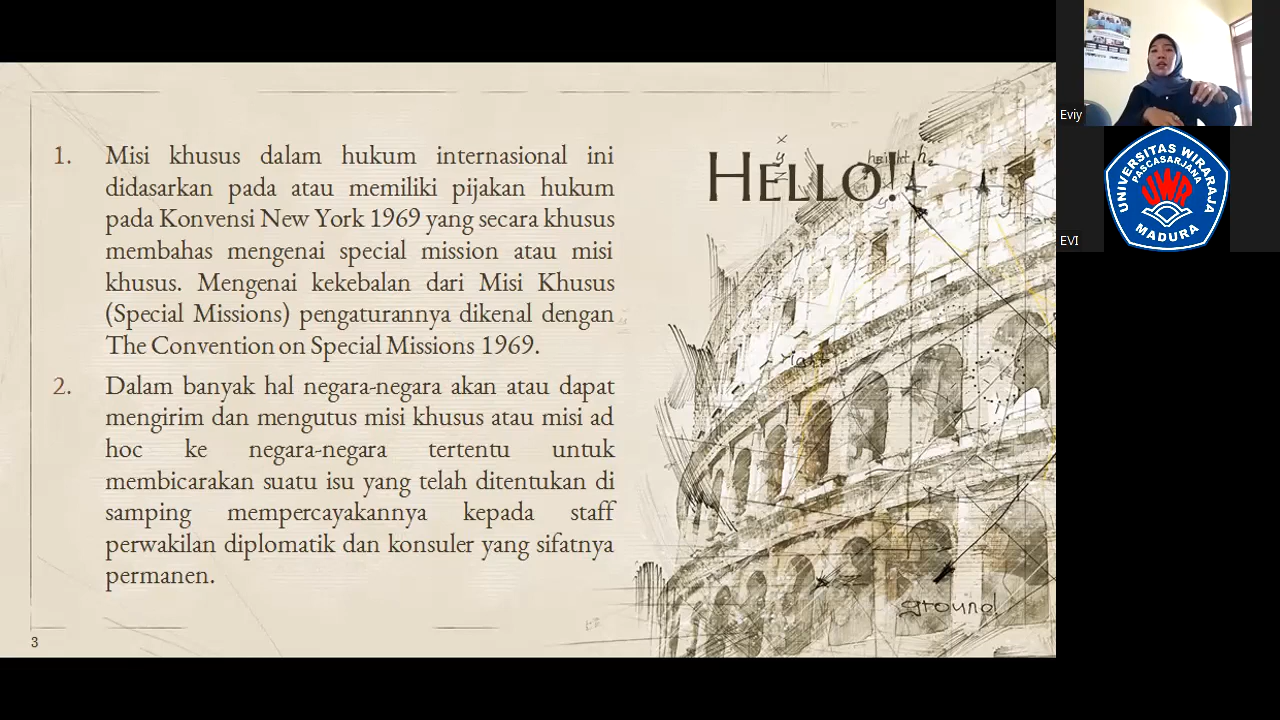 1. Misi khusus dalam hukum internasional ini
didasarkan pada atau memiliki pijakan hukum
pada Konvensi New York 1969 yang secara khusus
membahas mengenai special mission atau misi
khusus. Mengenai kekebalan dari Misi Khusus
(Special Missions) pengaturannya dikenal dengan
The Convention on Special Missions 1969.
2. Dalam banyak hal negara-negara akan atau dapat
mengirim dan mengutus misi khusus atau misi ad
hoc ke negara-negara tertentu untuk
membicarakan suatu isu yang telah ditentukan di
samping mempercayakannya kepada staff
perwakilan diplomatik dan konsuler yang sifatnya
permanen.
3
HELLO!
x
y
z
height h
right
ground
Eviy
UNIVERSITAS WIRARAJA
PASCASARJANA
UWR
MADURA
EVI